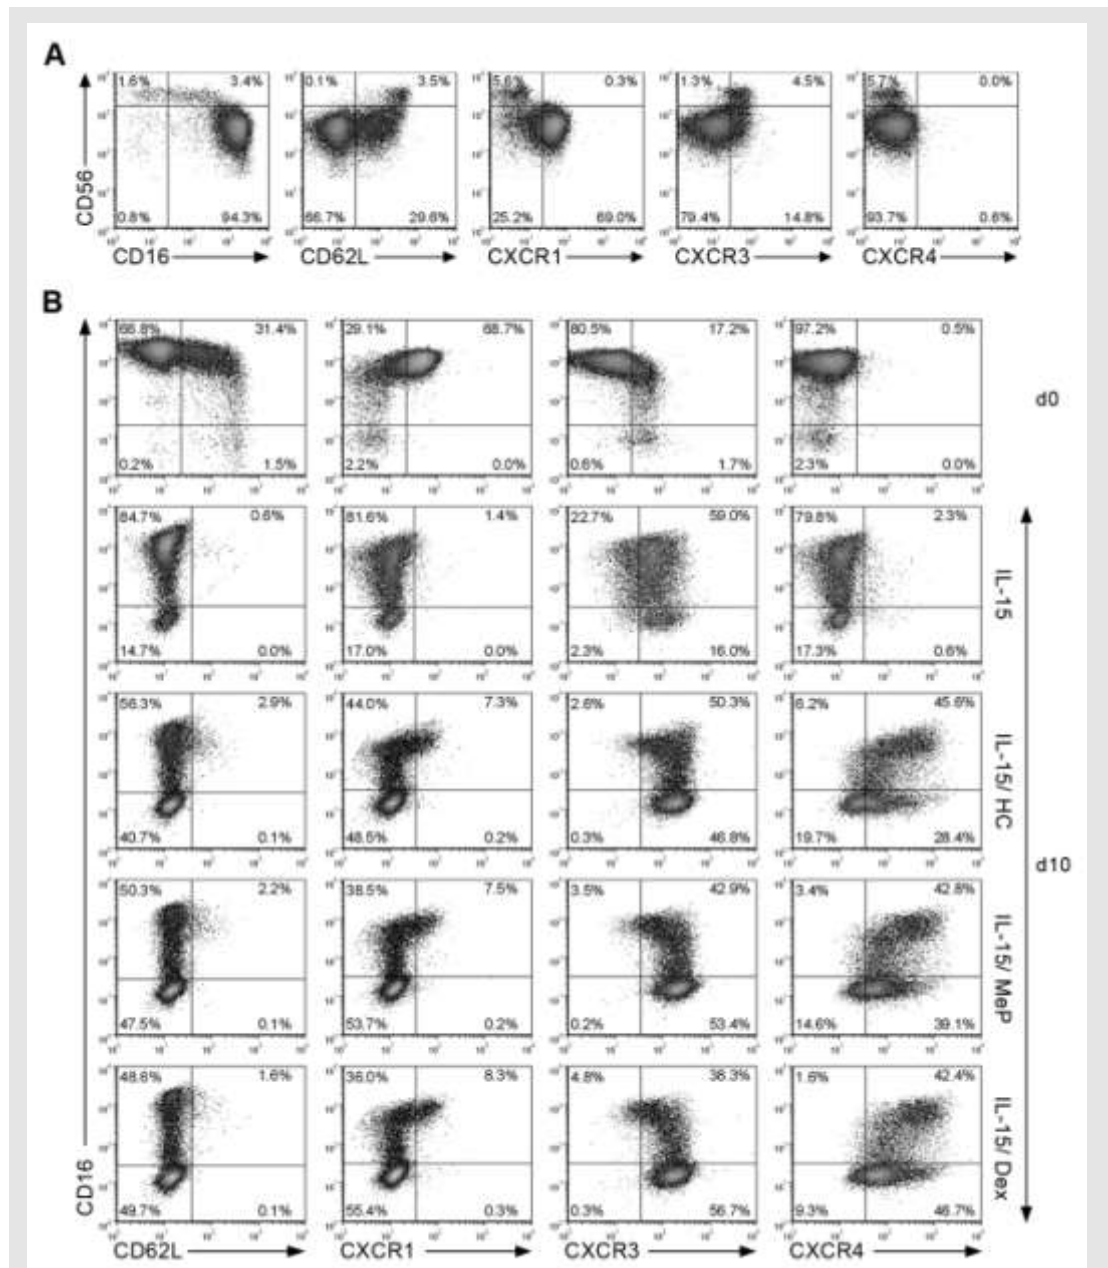 A
1.6% 3.4% 0.1% 3.5% 5.6% 0.3% 1.3% 4.5% 5.7% 0.0%
CD56
0.8% 94.3% 66.7% 29.6% 25.2% 69.0% 79.4% 14.8% 93.7% 0.6%
CD16 CD62L CXCR1 CXCR3 CXCR4
B
66.8% 31.4% 29.1% 68.7% 80.5% 17.2% 97.2% 0.5%
d0
0.2% 1.5% 2.2% 0.0% 0.6% 1.7% 2.3% 0.0%
84.7% 0.6% 81.6% 1.4% 22.7% 59.0% 79.8% 2.3%
IL-15
14.7% 0.0% 17.0% 0.0% 2.3% 16.0% 17.3% 0.6%
56.3% 2.9% 44.0% 7.3% 2.6% 50.3% 6.2% 45.6%
IL-15/ HC
40.7% 0.1% 48.5% 0.2% 0.3% 46.8% 19.7% 28.4%
d10
50.3% 2.2% 38.5% 7.5% 3.5% 42.9% 3.4% 42.8%
IL-15/ MeP
47.5% 0.1% 53.7% 0.2% 0.2% 53.4% 14.6% 39.1%
48.6% 1.6% 36.0% 8.3% 4.8% 38.3% 1.6% 42.4%
IL-15/ Dex
CD16
49.7% 0.1% 55.4% 0.3% 0.3% 56.7% 9.3% 46.7%
CD62L CXCR1 CXCR3 CXCR4